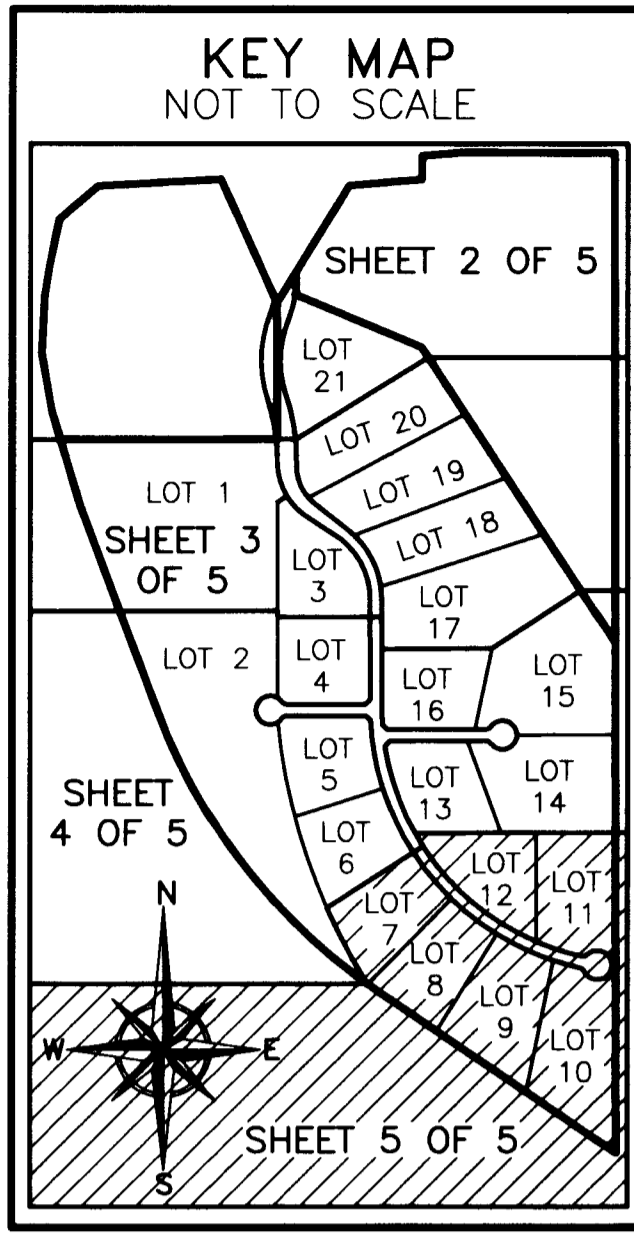 KEY MAP
NOT TO SCALE
SHEET 2 OF 5
LOT
21
LOT 20
LOT 19
LOT 18
LOT 1
SHEET 3
OF 5
LOT
3
LOT
17
LOT 2
LOT
4
LOT
16
LOT
15
LOT
5
LOT
13
LOT
14
SHEET
4 OF 5
LOT
6
LOT
12
LOT
11
LOT
7
LOT
8
LOT
9
LOT
10
N
W
E
S
SHEET 5 OF 5